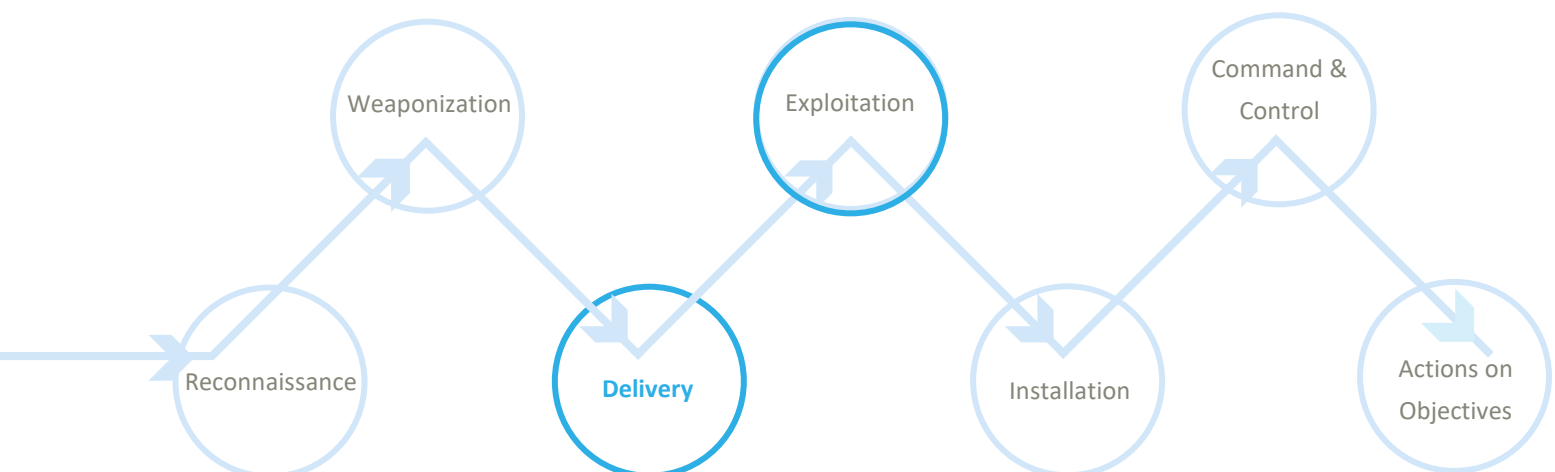 Reconnaissance
Weaponization
Delivery
Exploitation
Installation
Command &
Control
Actions on
Objectives